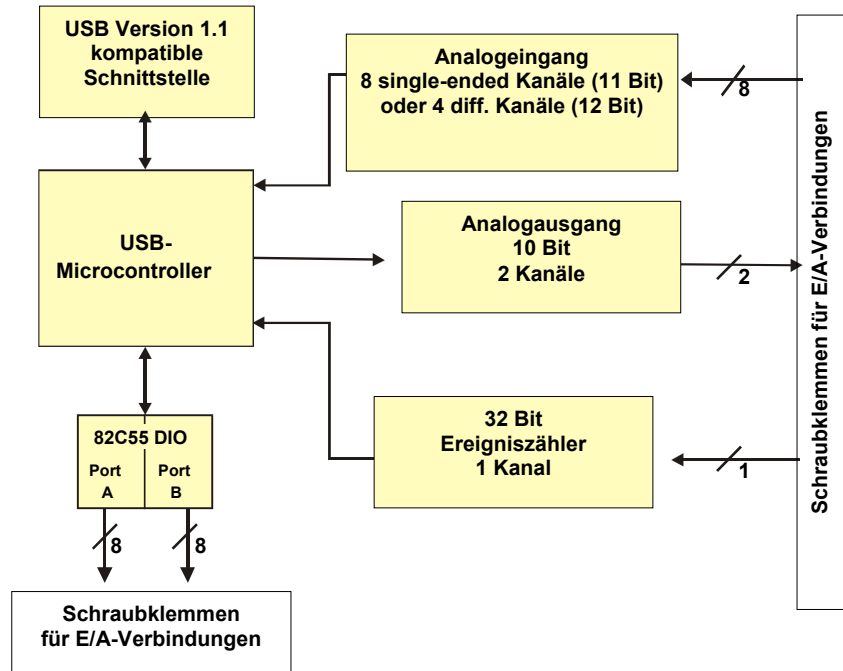 USB Version 1.1
kompatible
Schnittstelle
Analogeingang
8 single-ended Kanäle (11 Bit)
oder 4 diff. Kanäle (12 Bit)
8
USB-
Microcontroller
Analogausgang
10 Bit
2 Kanäle
2
32 Bit
Ereigniszähler
1 Kanal
1
Schraubklemmen für E/A-Verbindungen
82C55 DIO
Port
A
Port
B
8
8
Schraubklemmen
für E/A-Verbindungen